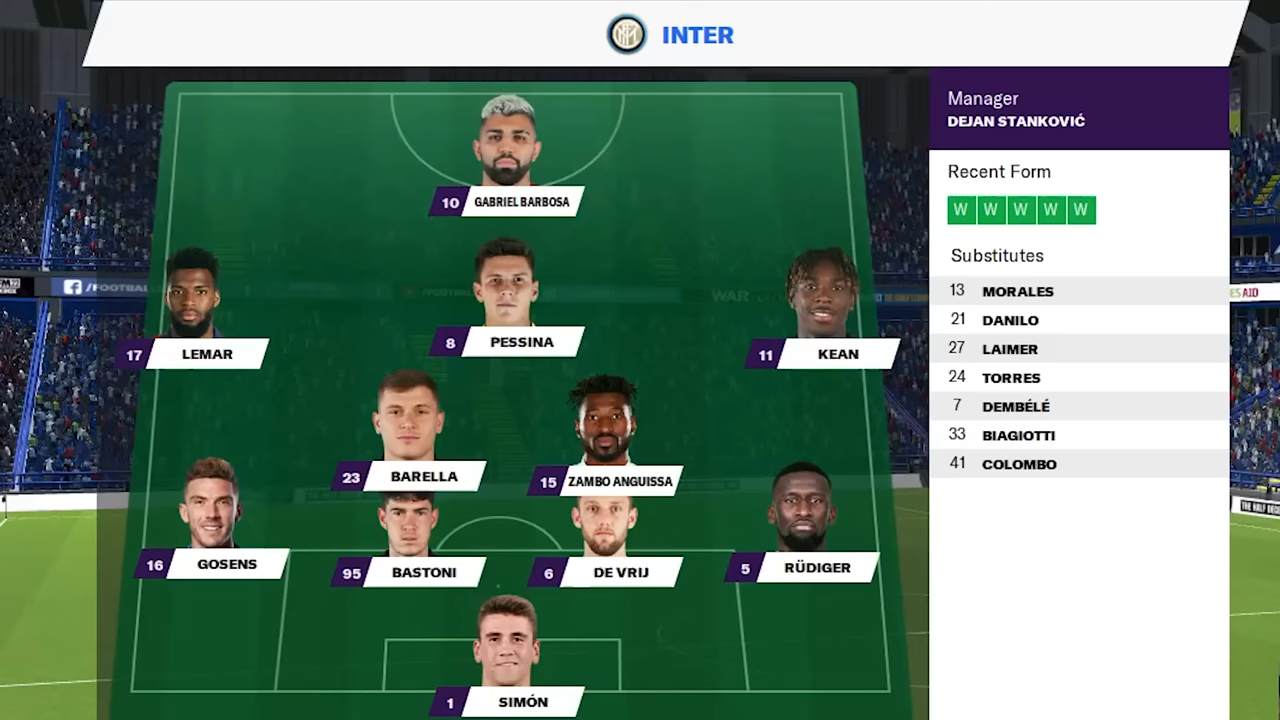 INTER
Manager
DEJAN STANKOVIĆ
Recent Form
W W W W W
Substitutes
13 MORALES
21 DANILO
27 LAIMER
24 TORRES
7 DEMBÉLÉ
33 BIAGIOTTI
41 COLOMBO
10 GABRIEL BARBOSA
17 LEMAR
8 PESSINA
11 KEAN
23 BARELLA
15 ZAMBO ANGUISSA
16 GOSENS
95 BASTONI
6 DE VRIJ
5 RÜDIGER
1 SIMÓN
/FOOTBAL
WAR